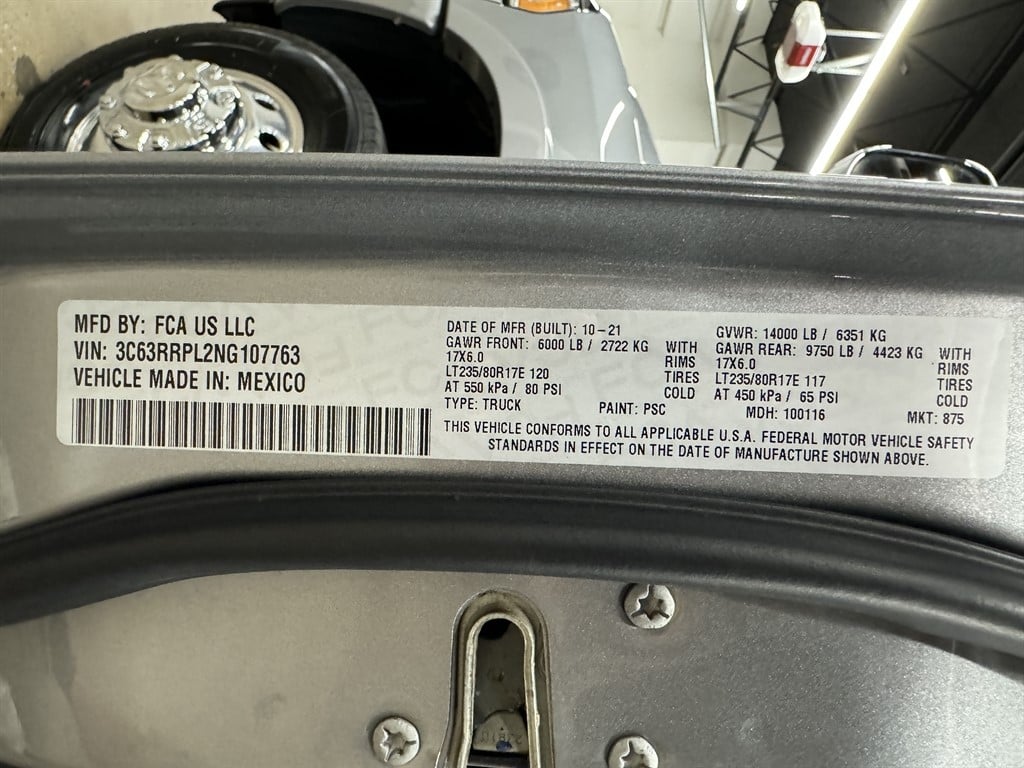 MFD BY: FCA US LLC
VIN: 3C63RRPL2NG107763
VEHICLE MADE IN: MEXICO
DATE OF MFR (BUILT): 10-21
GAWR FRONT: 6000 LB / 2722 KG WITH
17X6.0 RIMS
LT235/80R17E 120 TIRES
AT 550 kPa / 80 PSI COLD
GVWR: 14000 LB / 6351 KG
GAWR REAR: 9750 LB / 4423 KG WITH
17X6.0 RIMS
LT235/80R17E 117 TIRES
AT 450 kPa / 65 PSI COLD
TYPE: TRUCK PAINT: PSC MDH: 100116 MKT: 875
THIS VEHICLE CONFORMS TO ALL APPLICABLE U.S.A. FEDERAL MOTOR VEHICLE SAFETY
STANDARDS IN EFFECT ON THE DATE OF MANUFACTURE SHOWN ABOVE.